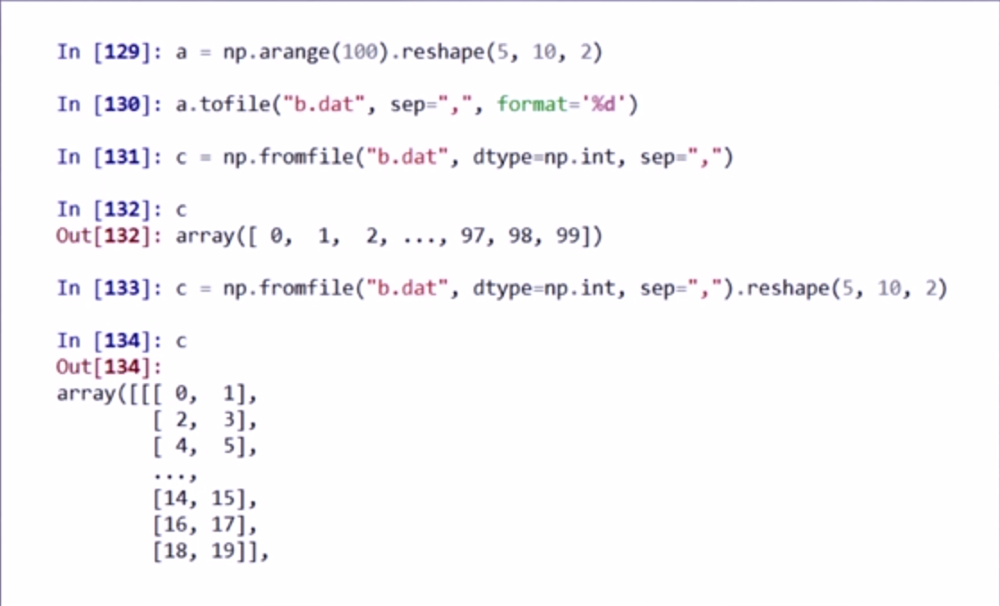 In [129]: a = np.arange(100).reshape(5, 10, 2)
In [130]: a.tofile("b.dat", sep=",", format='%d')
In [131]: c = np.fromfile("b.dat", dtype=np.int, sep=",")
In [132]: c
Out[132]: array([ 0,  1,  2, ..., 97, 98, 99])
In [133]: c = np.fromfile("b.dat", dtype=np.int, sep=",").reshape(5, 10, 2)
In [134]: c
Out[134]:
array([[[ 0,  1],
        [ 2,  3],
        [ 4,  5],
        ...,
        [14, 15],
        [16, 17],
        [18, 19]],